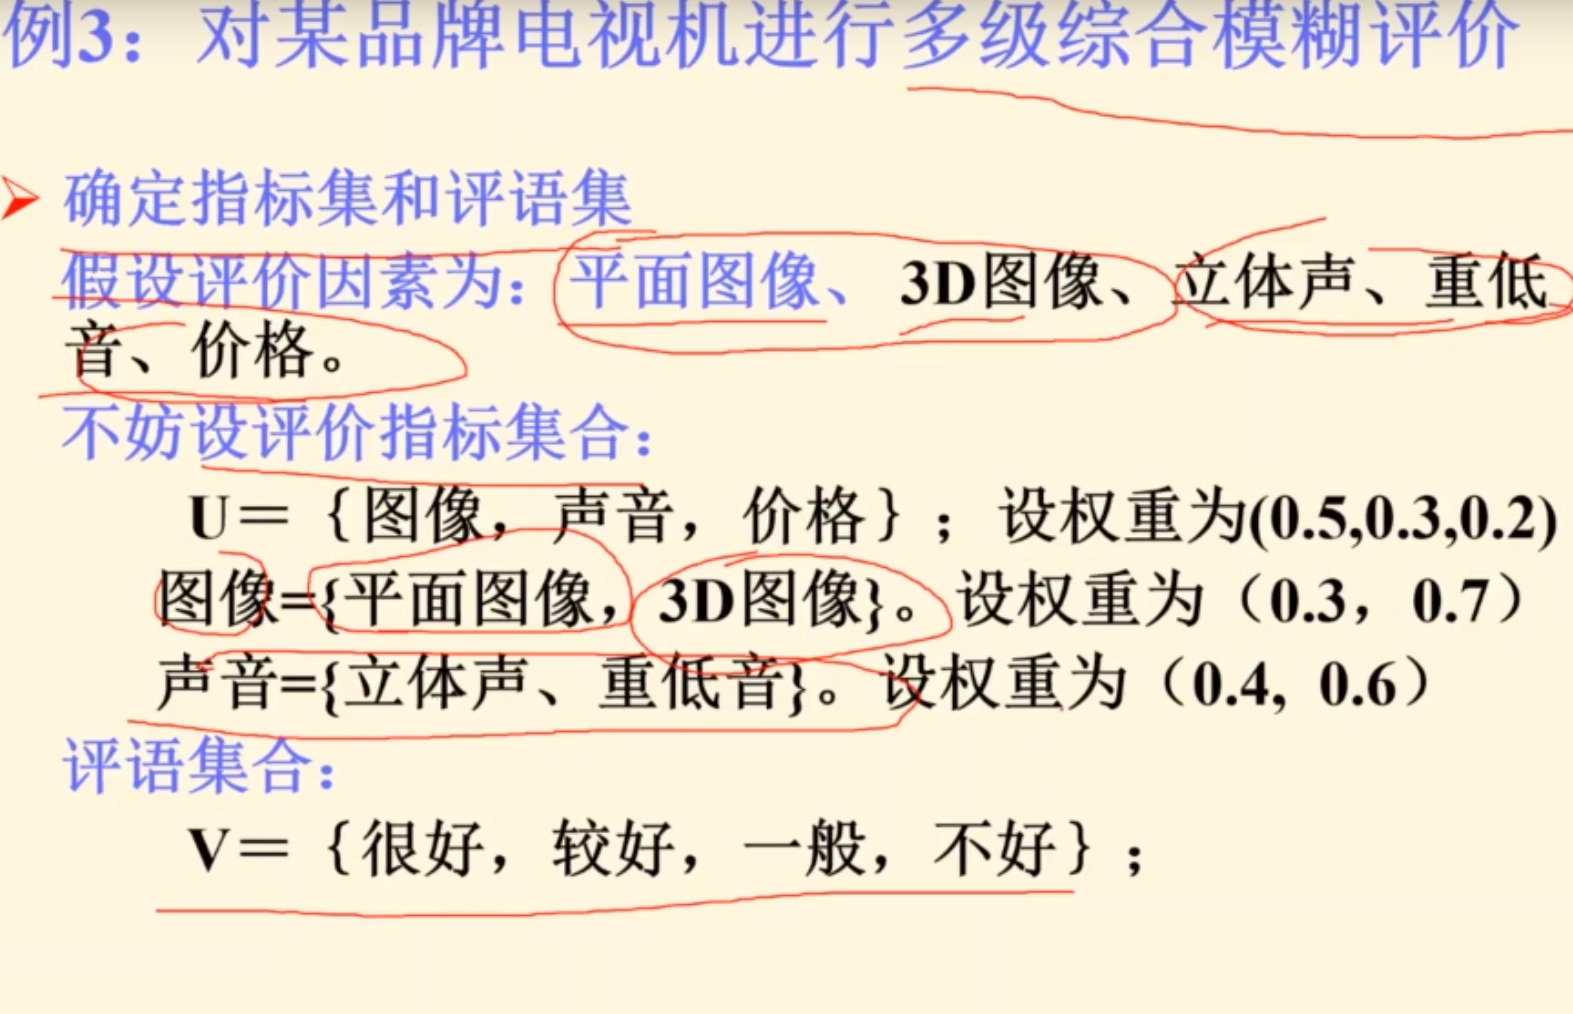 例3：对某品牌电视机进行多级综合模糊评价
确定指标集和评语集
假设评价因素为：平面图像、 3D图像、立体声、重低
音、价格。
不妨设评价指标集合：
U＝｛图像，声音，价格｝；设权重为(0.5,0.3,0.2)
图像={平面图像，3D图像}。设权重为（0.3，0.7）
声音={立体声、重低音}。设权重为（0.4, 0.6）
评语集合：
V＝｛很好，较好，一般，不好｝；